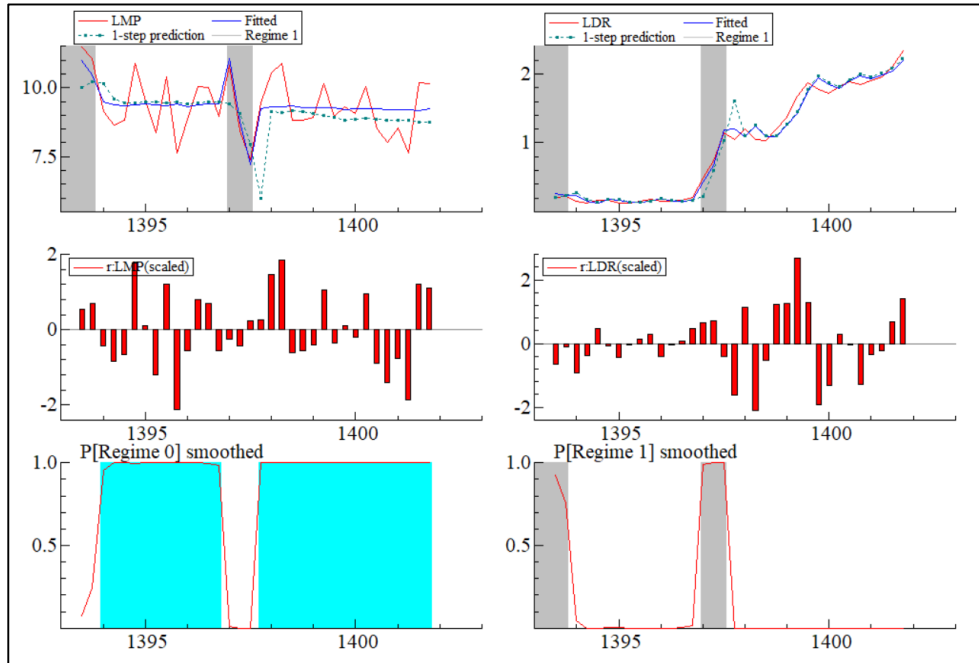 LMP Fitted
1-step prediction Regime 1
10.0
7.5
1395 1400
LDR Fitted
1-step prediction Regime 1
2
1
1395 1400
r:LMP(scaled)
2
0
-2
1395 1400
r:LDR(scaled)
2
0
-2
1395 1400
P[Regime 0] smoothed
1.0
0.5
1395 1400
P[Regime 1] smoothed
1.0
0.5
1395 1400